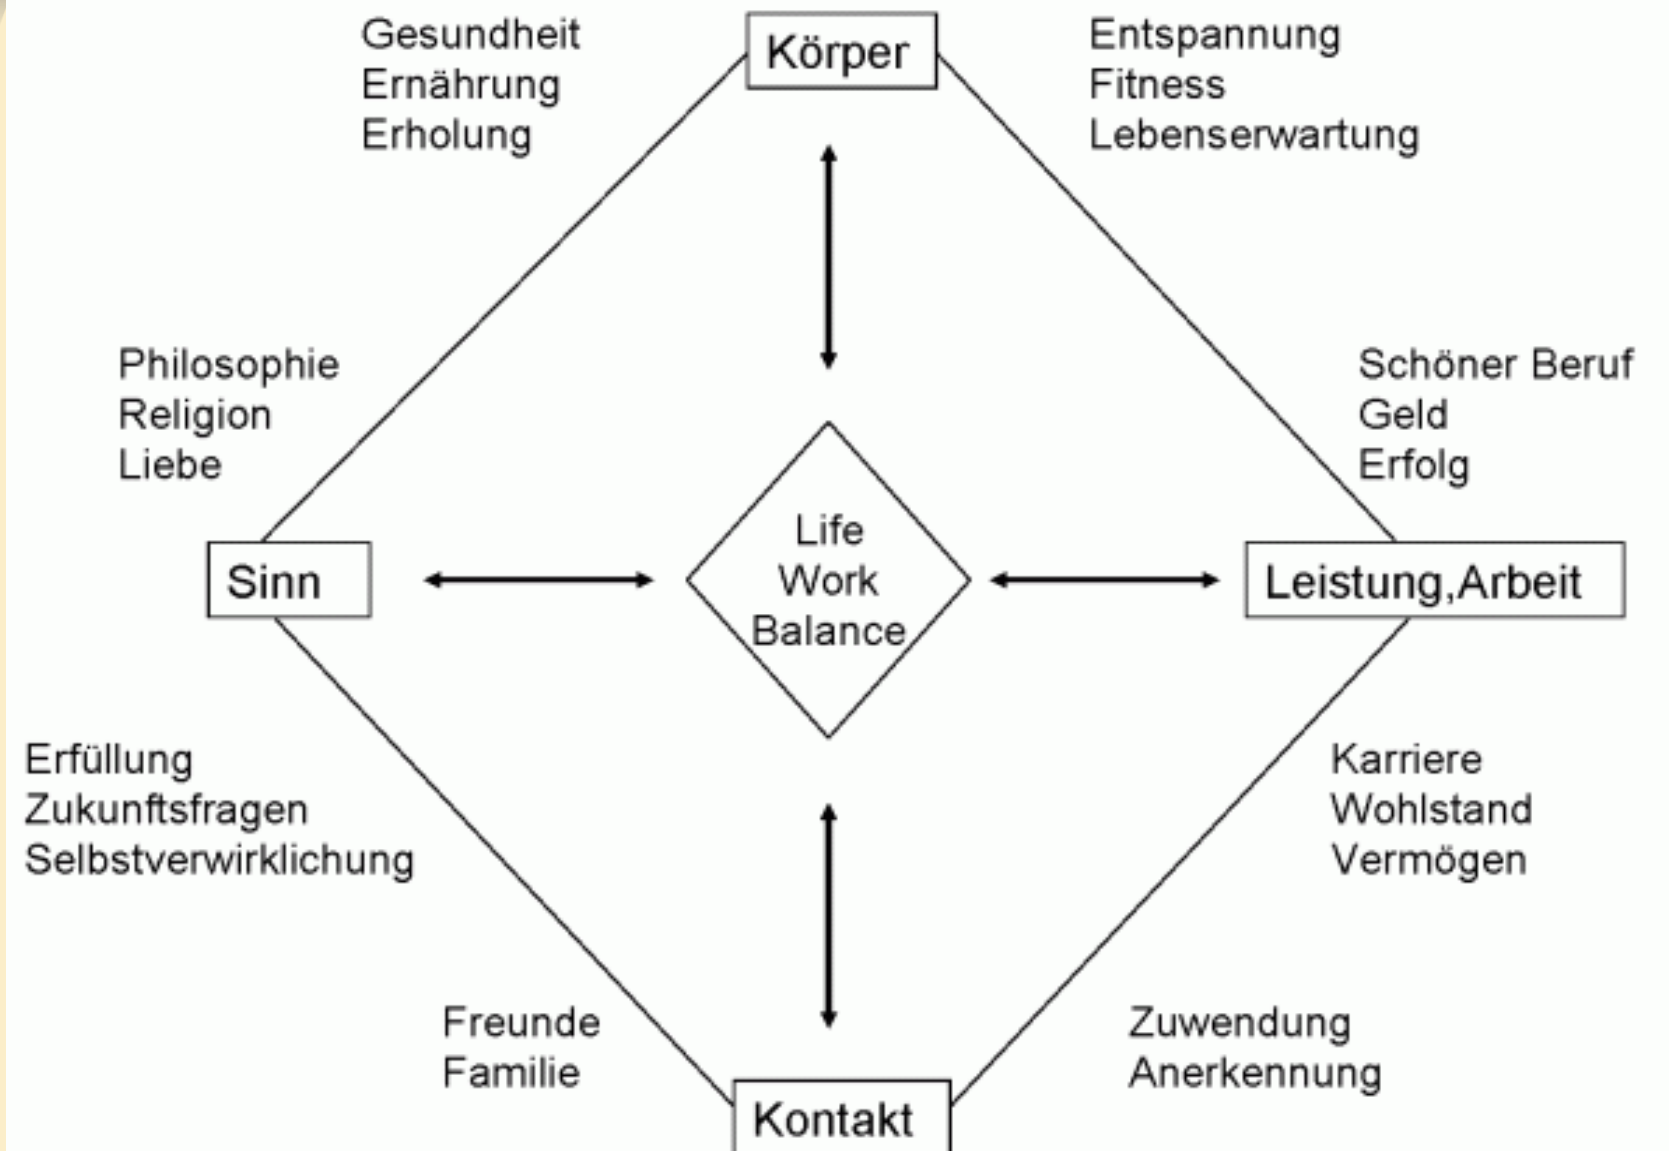 Gesundheit
Ernährung
Erholung
Körper
Entspannung
Fitness
Lebenserwartung
Philosophie
Religion
Liebe
Schöner Beruf
Geld
Erfolg
Sinn
Life
Work
Balance
Leistung,Arbeit
Erfüllung
Zukunftsfragen
Selbstverwirklichung
Karriere
Wohlstand
Vermögen
Freunde
Familie
Zuwendung
Anerkennung
Kontakt